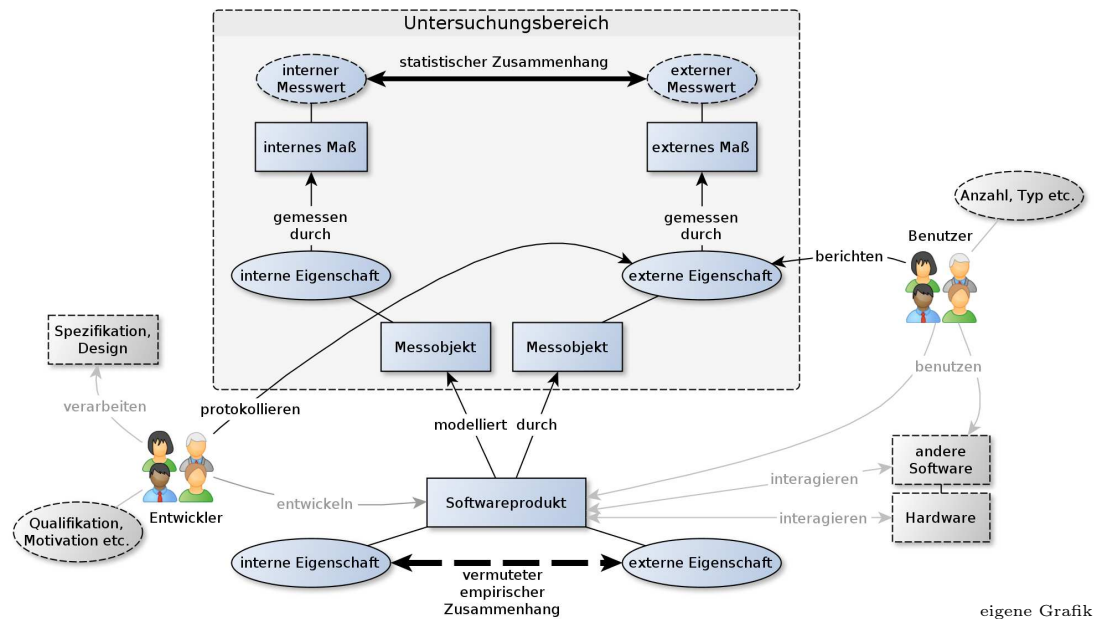 Untersuchungsbereich
interner
Messwert
statistischer Zusammenhang
externer
Messwert
internes Maß
externes Maß
gemessen
durch
gemessen
durch
Anzahl, Typ etc.
Benutzer
berichten
interne Eigenschaft
externe Eigenschaft
Spezifikation,
Design
Messobjekt
Messobjekt
benutzen
verarbeiten
protokollieren
modelliert
durch
andere
Software
interagieren
entwickeln
Softwareprodukt
interagieren
Hardware
Entwickler
Qualifikation,
Motivation etc.
interne Eigenschaft
externe Eigenschaft
vermuteter
empirischer
Zusammenhang
eigene Grafik